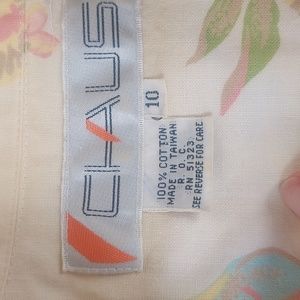 CHAUS
10
100% COTTON
MADE IN TAIWAN
R. O. C.
RN 51323
SEE REVERSE FOR CARE